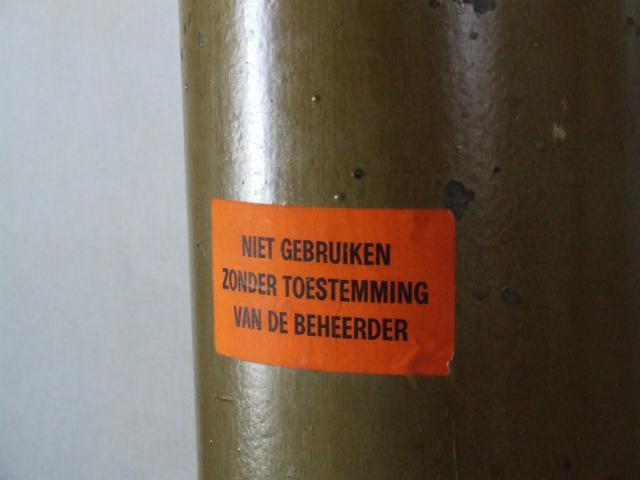 NIET GEBRUIKEN
ZONDER TOESTEMMING
VAN DE BEHEERDER